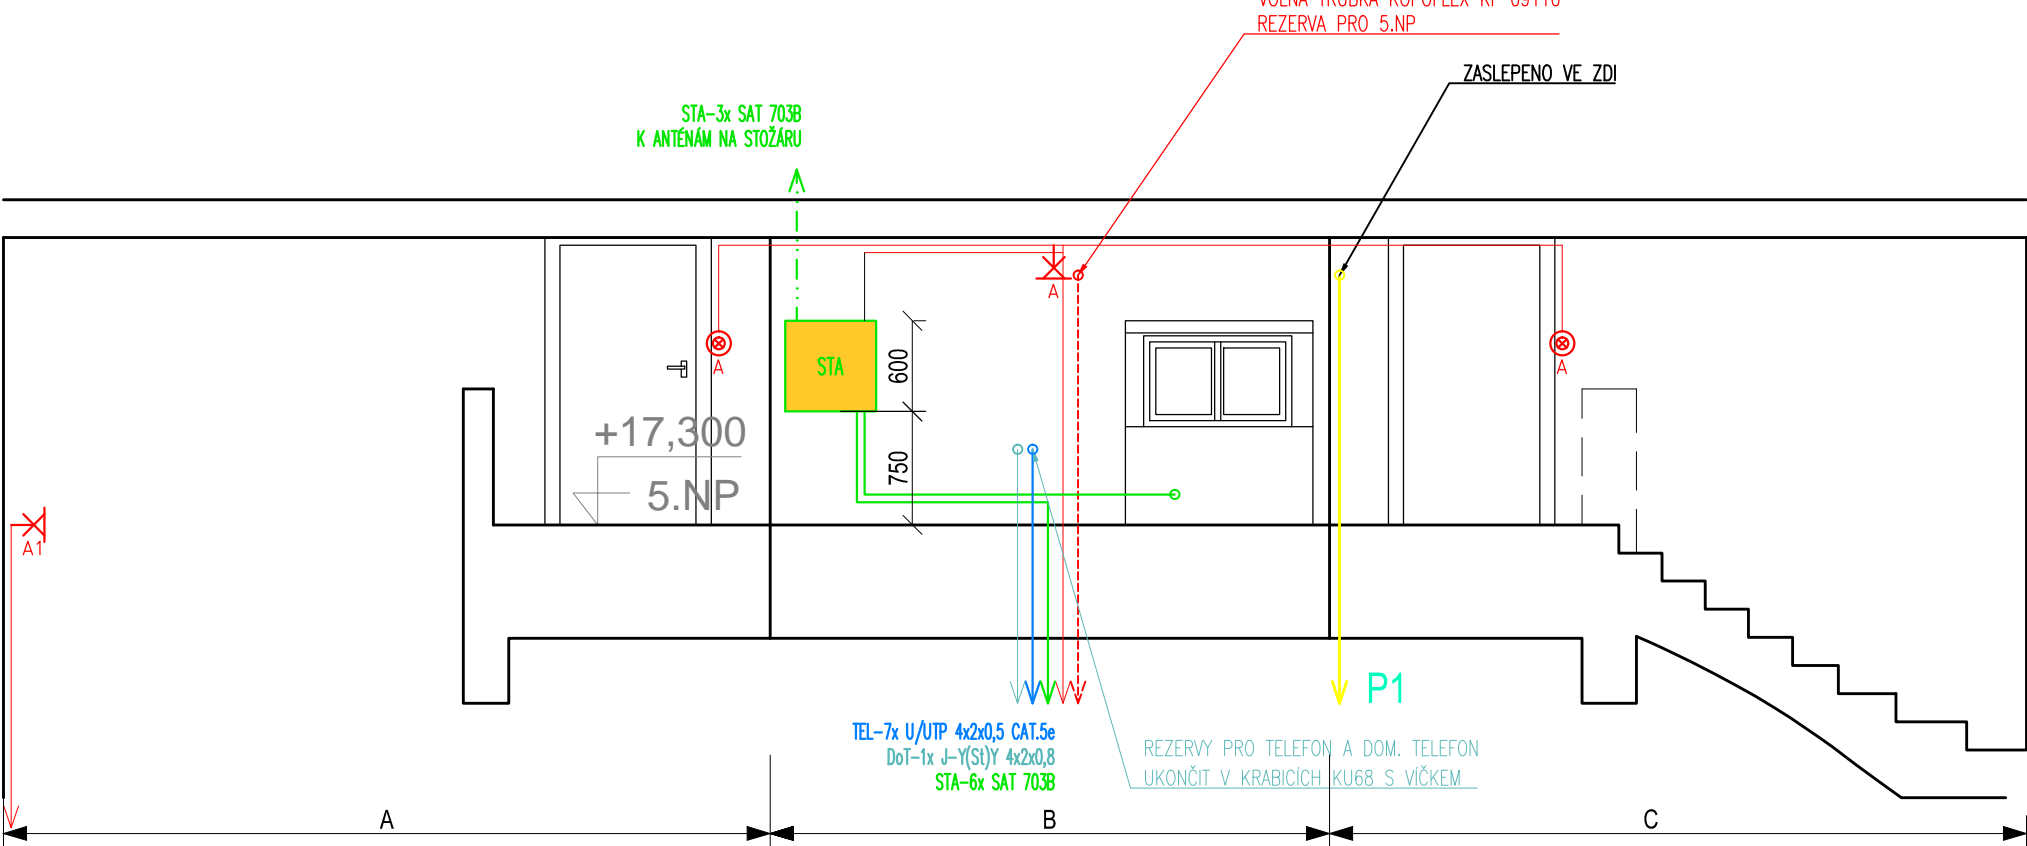 REZERVA PRO 5.NP
ZASLEPENO VE ZDI
STA-3x SAT 703B
K ANTÉNÁM NA STOŽÁRU
A
STA
600
A
A
+17,300
750
5.NP
A1
P1
TEL-7x U/UTP 4x2x0,5 CAT.5e
DoT-1x J-Y(St)Y 4x2x0,8
STA-6x SAT 703B
REZERVY PRO TELEFON A DOM. TELEFON
UKONČIT V KRABICÍCH KU68 S VÍČKEM
A
B
C